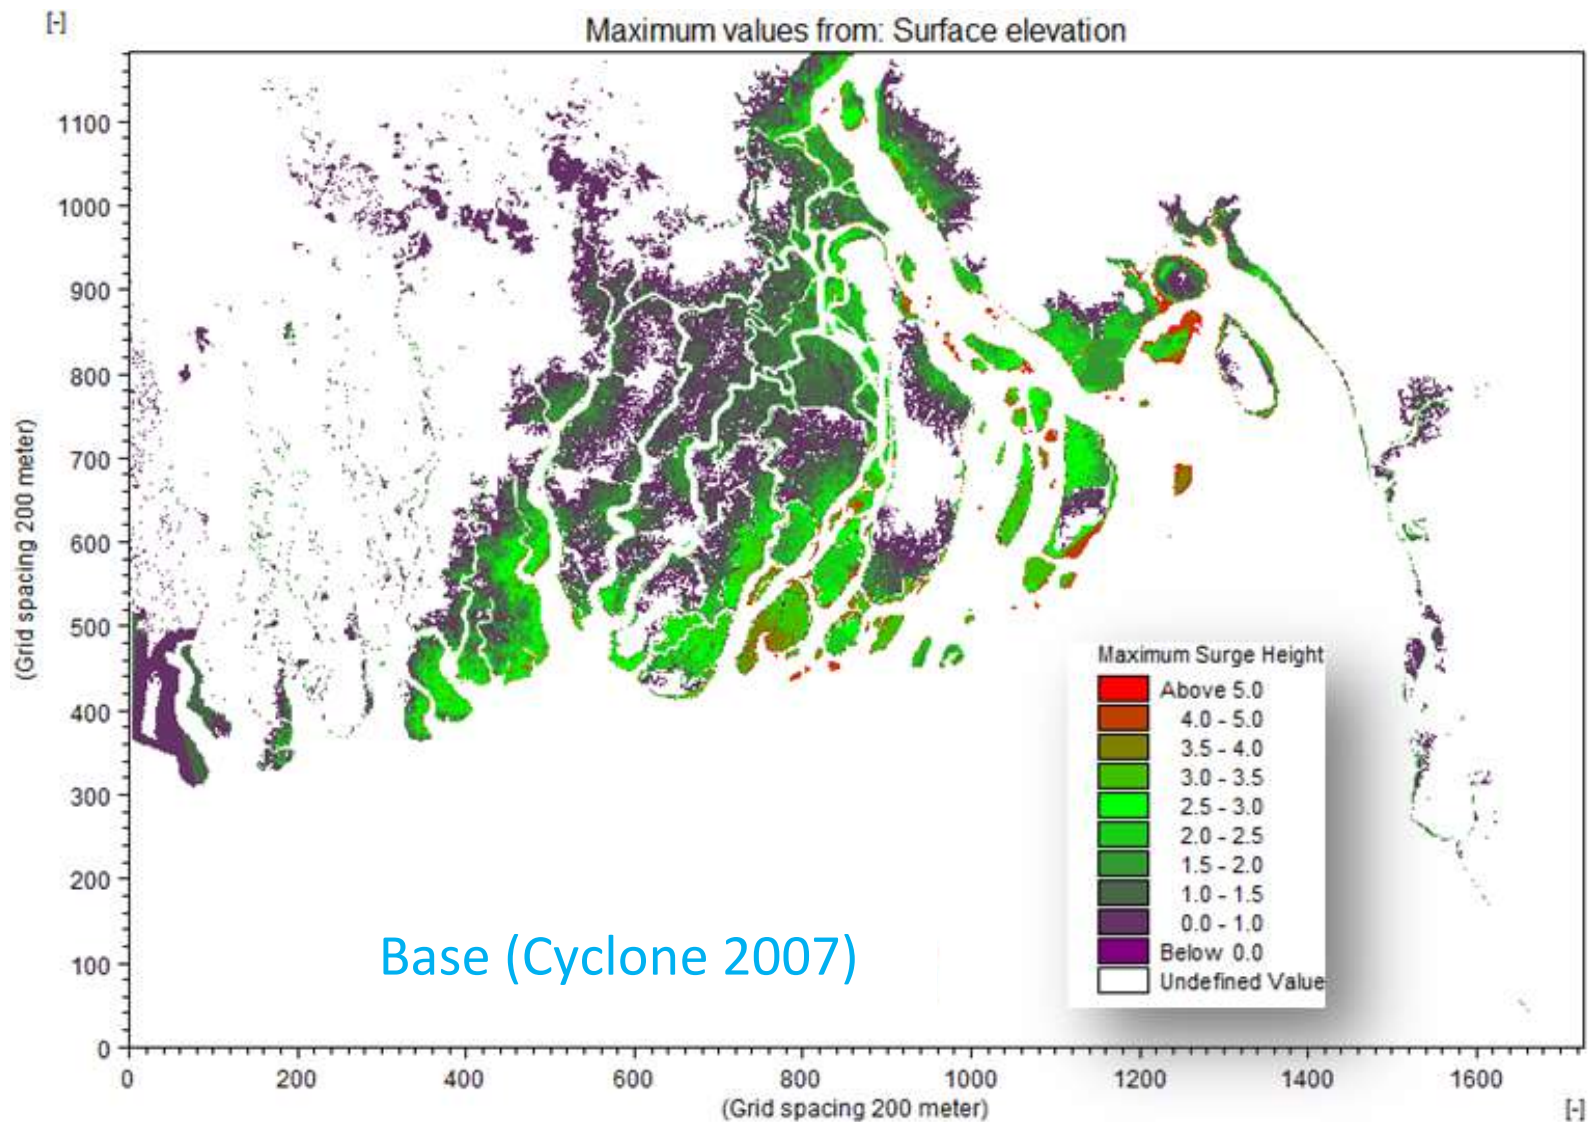 [-]
Maximum values from: Surface elevation
1100
1000
900
800
700
600
500
400
300
200
100
0
(Grid spacing 200 meter)
Maximum Surge Height
Above 5.0
4.0 - 5.0
3.5 - 4.0
3.0 - 3.5
2.5 - 3.0
2.0 - 2.5
1.5 - 2.0
1.0 - 1.5
0.0 - 1.0
Below 0.0
Undefined Value
Base (Cyclone 2007)
0 200 400 600 800 1000 1200 1400 1600
(Grid spacing 200 meter)
[-]